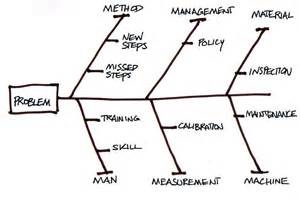 METHOD
MANAGEMENT
MATERIAL
NEW
STEPS
POLICY
MISSED
STEPS
INSPECTION
PROBLEM
TRAINING
CALIBRATION
MAINTENANCE
SKILL
MAN
MEASUREMENT
MACHINE